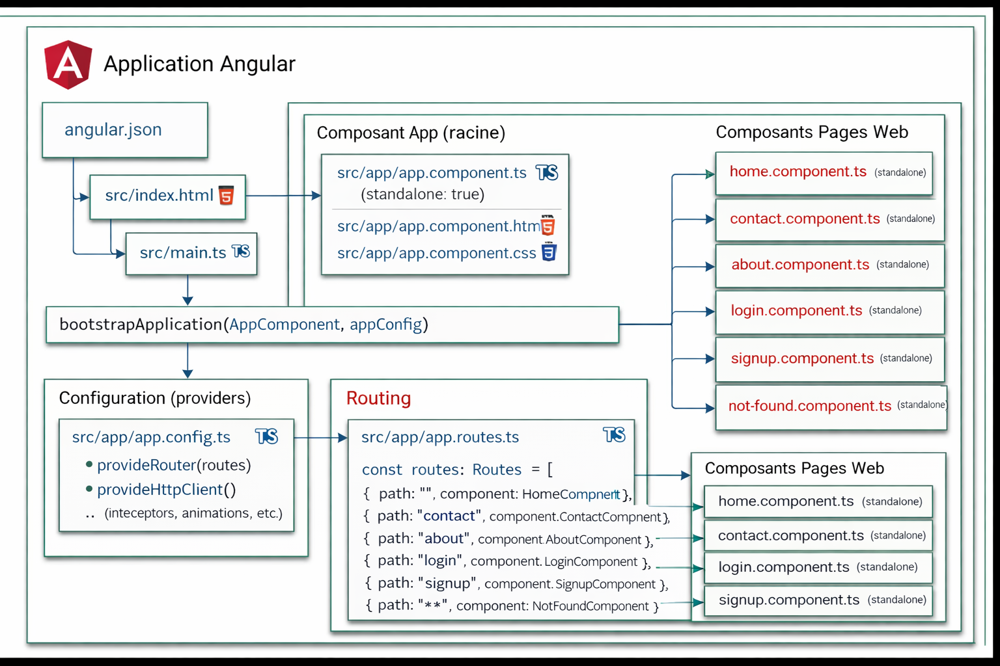 Application Angular
angular.json
src/index.html
src/main.ts TS
Composant App (racine)
src/app/app.component.ts TS
(standalone: true)
src/app/app.component.htm
src/app/app.component.css
bootstrapApplication(AppComponent, appConfig)
Composants Pages Web
home.component.ts (standalone)
contact.component.ts (standalone)
about.component.ts (standalone)
login.component.ts (standalone)
signup.component.ts (standalone)
not-found.component.ts (standalone)
Configuration (providers)
src/app/app.config.ts TS
• provideRouter(routes)
• provideHttpClient()
.. (inteceptors, animations, etc.)
Routing
src/app/app.routes.ts TS
const routes: Routes = [
{ path: "", component: HomeCompnertt },
{ path: "contact", component.ContactCompnent },
{ path: "about", component.AboutComponent },
{ path: "login", component. LoginComponent },
{ path: "signup", component. SignupComponent },
{ path: "**", component: NotFoundComponent }
Composants Pages Web
home.component.ts (standalone)
contact.component.ts (standalone)
login.component.ts (standalone)
signup.component.ts (standalone)